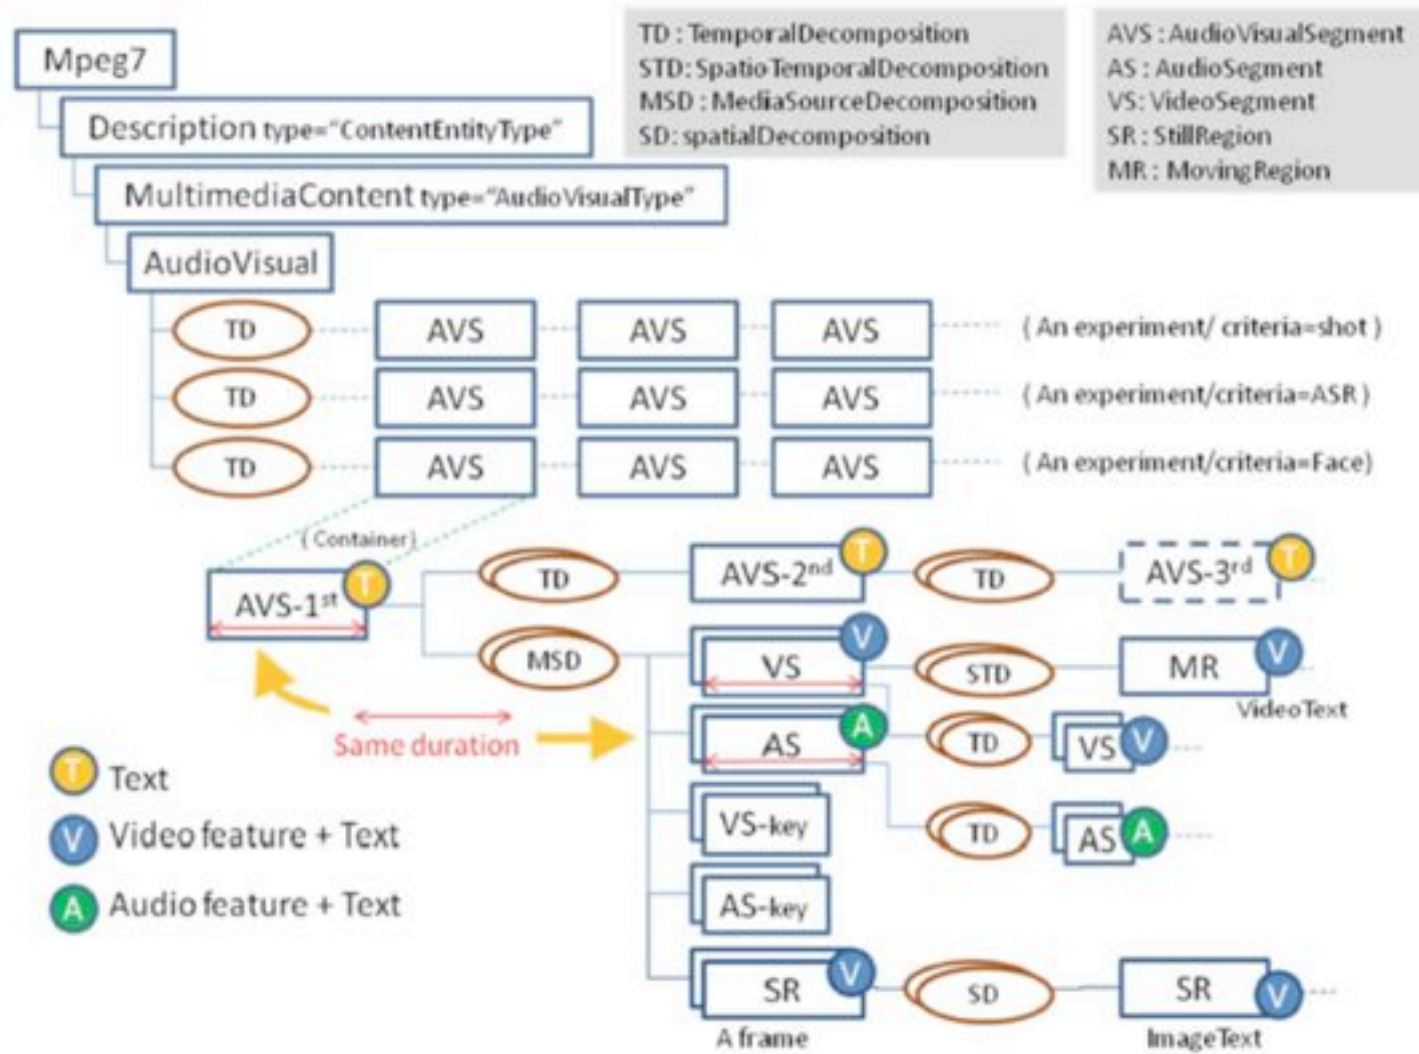 Mpeg7
Description type="ContentEntityType"
MultimediaContent type="AudioVisualType"
AudioVisual
TD : TemporalDecomposition
STD: SpatioTemporalDecomposition
MSD : MediaSourceDecomposition
SD: spatialDecomposition
AVS : AudioVisualSegment
AS : AudioSegment
VS: VideoSegment
SR : StillRegion
MR : MovingRegion
TD AVS AVS AVS ( An experiment/ criteria=shot )
TD AVS AVS AVS ( An experiment/criteria=ASR )
TD AVS AVS AVS ( An experiment/criteria=Face)
( Container)
AVS-1st T TD AVS-2nd T TD AVS-3rd T
MSD VS V STD MR V
VideoText
Same duration
AS A TD VS V
VS-key TD AS A
AS-key
SR V SD SR V
A frame ImageText
T Text
V Video feature + Text
A Audio feature + Text